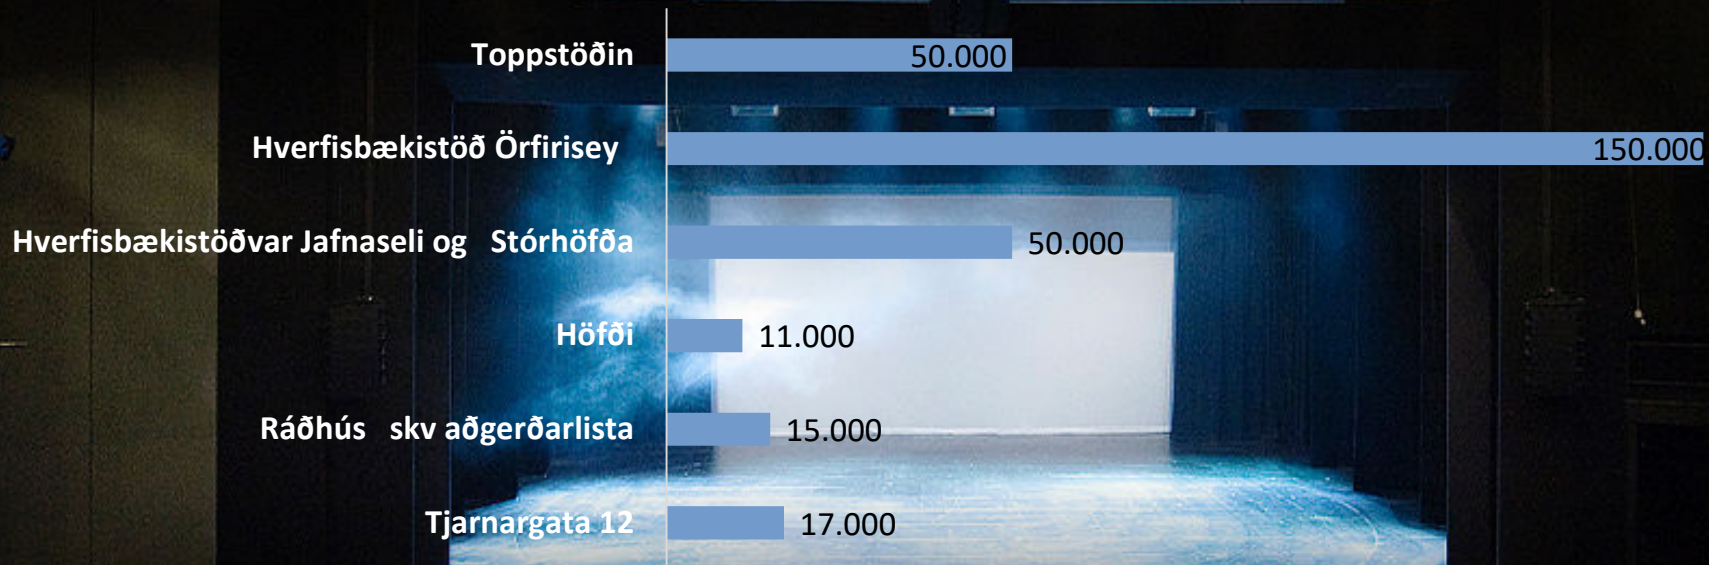 Toppstöðin 50.000
Hverfisbækistöð Örfirisey 150.000
Hverfisbækistöðvar Jafnaseli og Stórhöfða 50.000
Höfði 11.000
Ráðhús skv aðgerðarlista 15.000
Tjarnargata 12 17.000